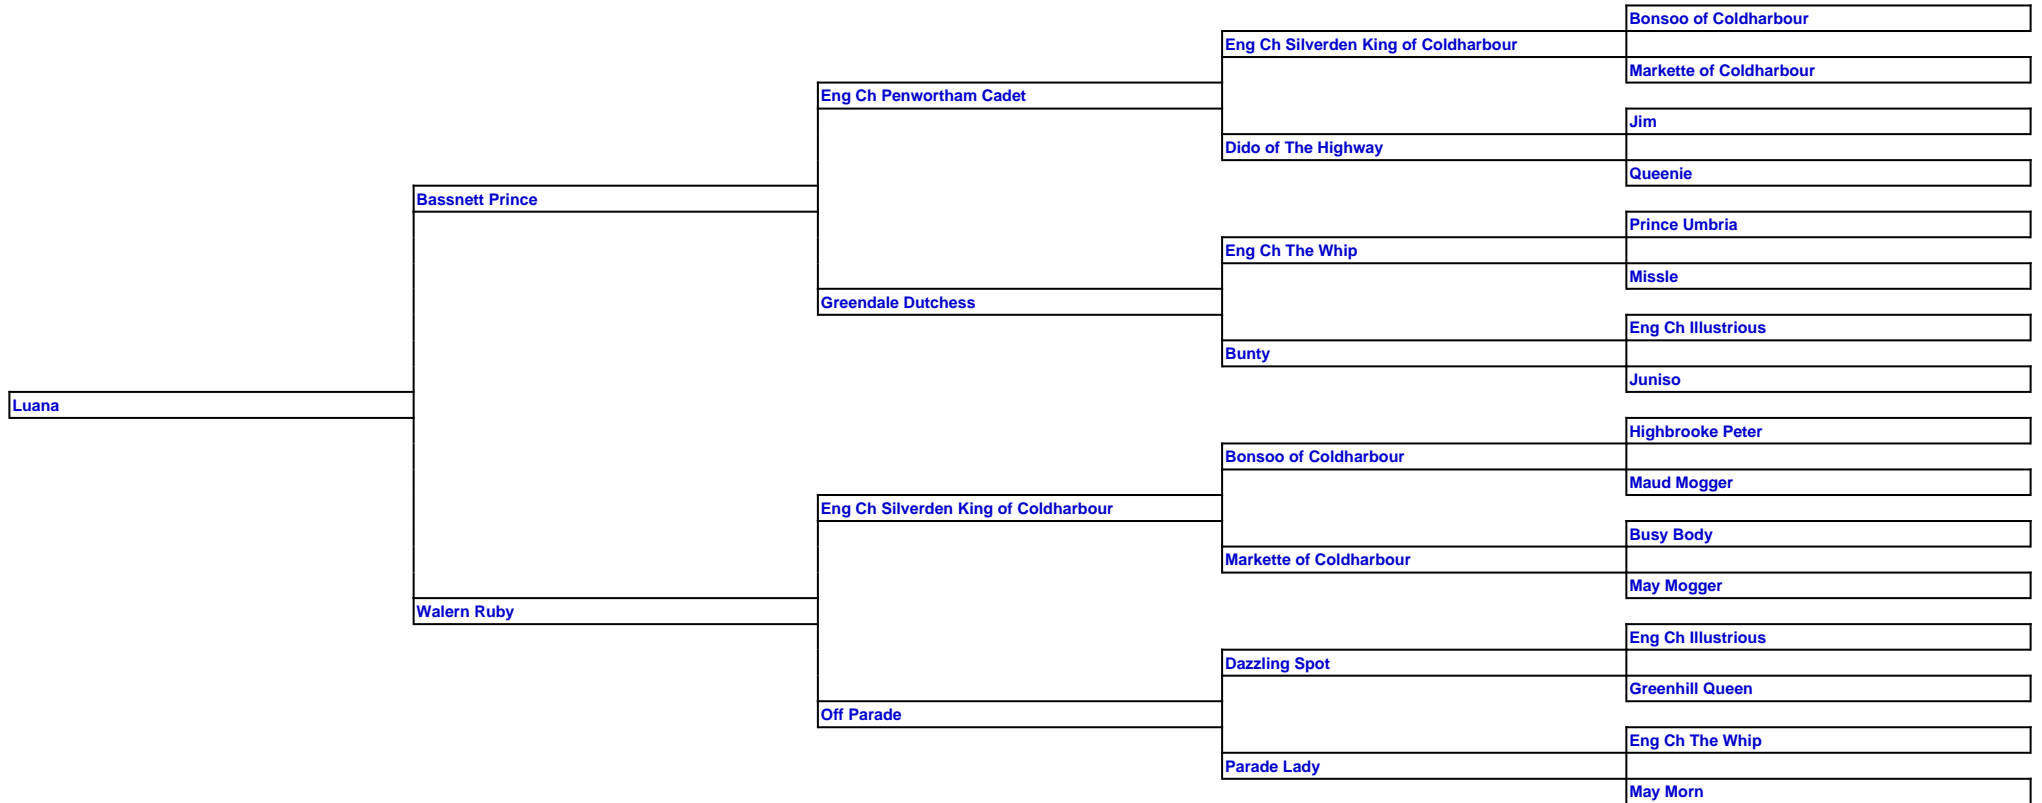 Bonsoo of Coldharbour
Eng Ch Silverden King of Coldharbour
Markette of Coldharbour
Eng Ch Penwortham Cadet
Jim
Dido of The Highway
Queenie
Bassnett Prince
Prince Umbria
Eng Ch The Whip
Missle
Greendale Dutchess
Eng Ch Illustrious
Bunty
Juniso
Luana
Highbrooke Peter
Bonsoo of Coldharbour
Maud Mogger
Eng Ch Silverden King of Coldharbour
Busy Body
Markette of Coldharbour
May Mogger
Walern Ruby
Eng Ch Illustrious
Dazzling Spot
Greenhill Queen
Off Parade
Eng Ch The Whip
Parade Lady
May Morn